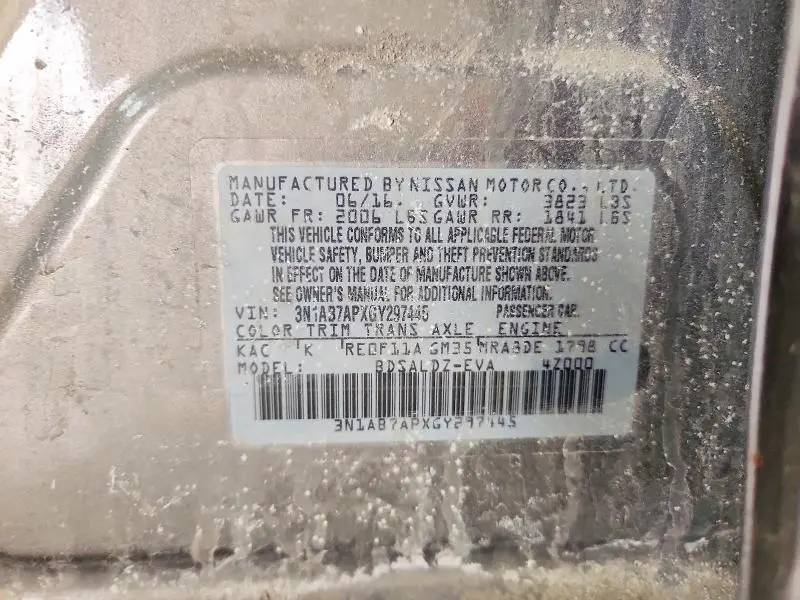 MANUFACTURED BY NISSAN MOTOR CO., LTD.
DATE: 06/16. GVWR: 3823 LBS
GAWR FR: 2006 LBS GAWR RR: 1841 LBS
THIS VEHICLE CONFORMS TO ALL APPLICABLE FEDERAL MOTOR
VEHICLE SAFETY, BUMPER AND THEFT PREVENTION STANDARDS
IN EFFECT ON THE DATE OF MANUFACTURE SHOWN ABOVE.
SEE OWNER'S MANUAL FOR ADDITIONAL INFORMATION.
VIN: 3N1AB7APXGY297445 PASSENGER CAR.
COLOR TRIM TRANS AXLE ENGINE
KAC K RE0F11A GM35 MRA8DE 1798 CC
MODEL: BDSALDZ-EVA 4Z000
3N1AB7APXGY297445